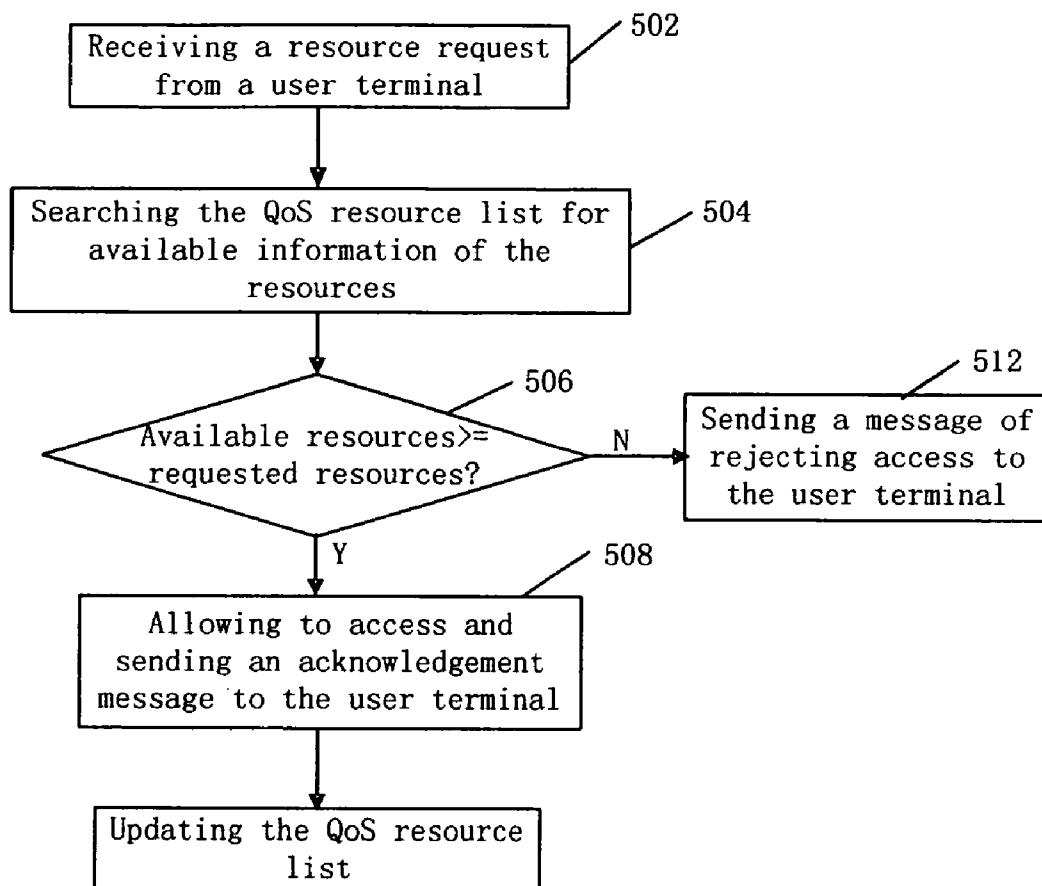 502
Receiving a resource request
from a user terminal
504
Searching the QoS resource list for
available information of the
resources
506
Available resources>=
requested resources?
N
512
Sending a message of
rejecting access to
the user terminal
Y
508
Allowing to access and
sending an acknowledgement
message to the user terminal
Updating the QoS resource
list